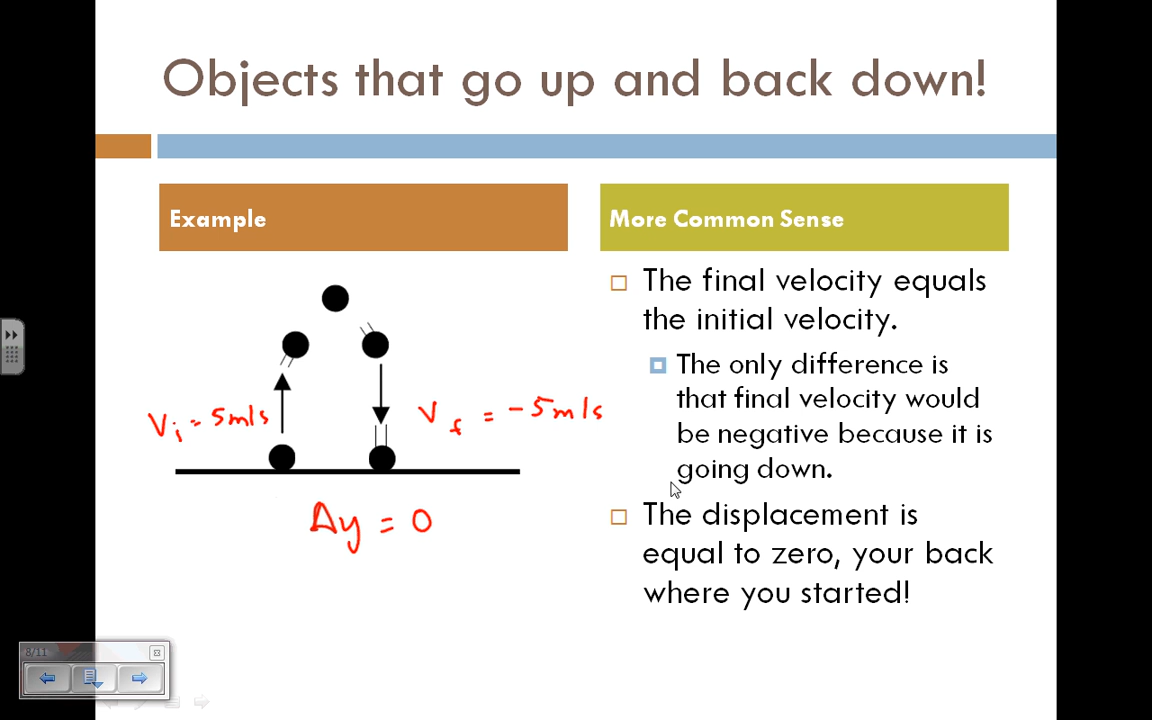 Objects that go up and back down!
Example
Vi = 5m/s
Vf = -5m/s
Δy = 0
More Common Sense
The final velocity equals
the initial velocity.
The only difference is
that final velocity would
be negative because it is
going down.
The displacement is
equal to zero, your back
where you started!
8/11